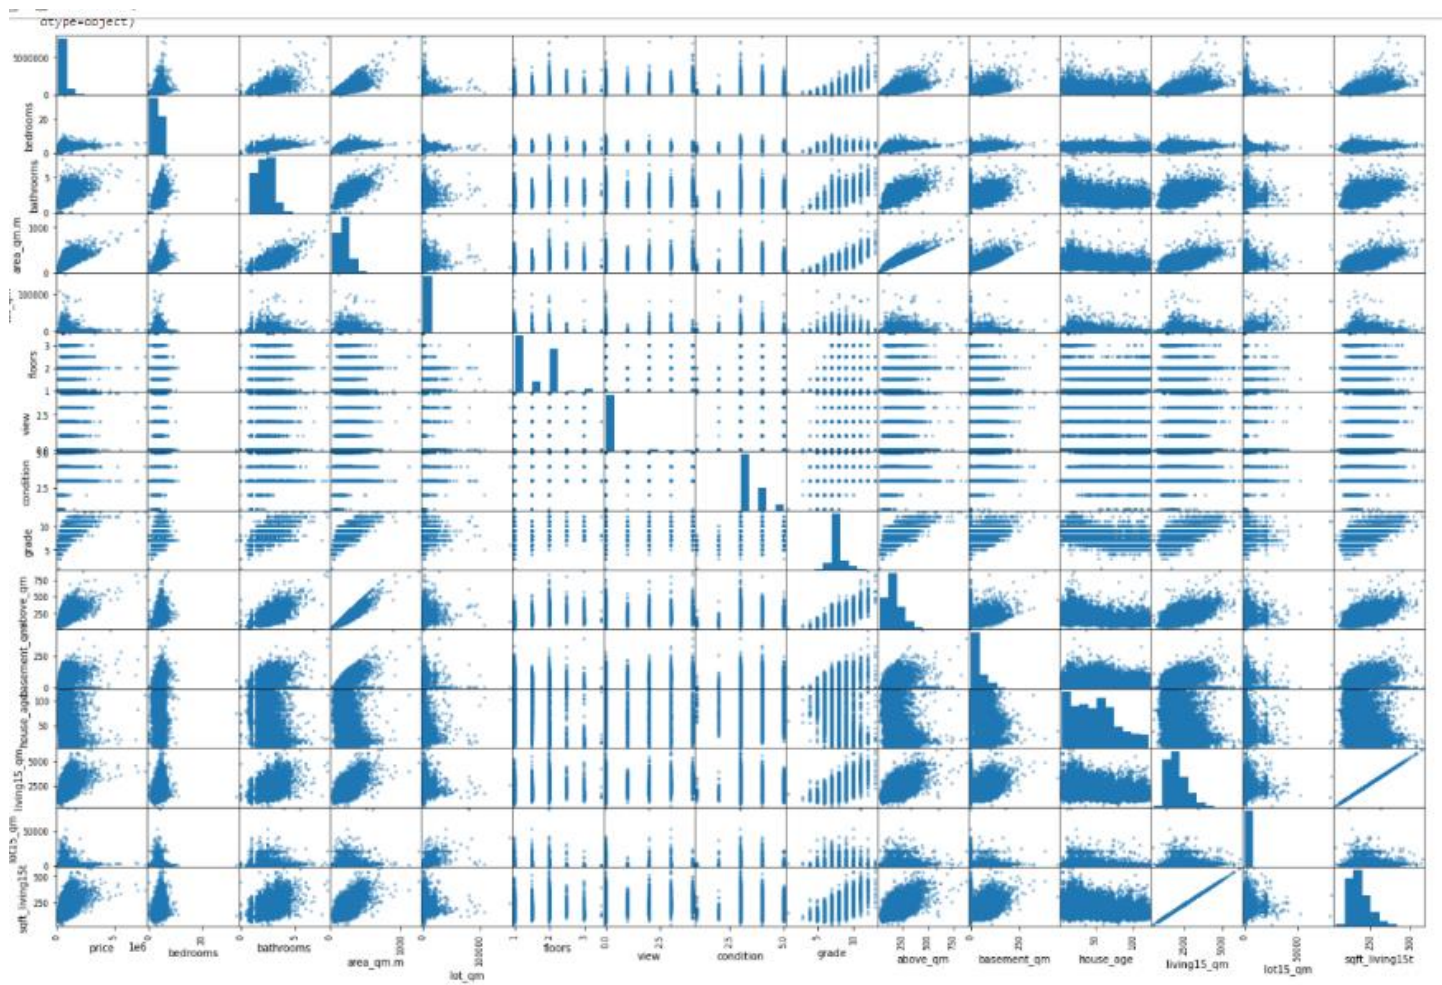 dtype=object)
5000000
bedrooms
20
0
bathrooms
5
0
area_qm.m
1000
0
100000
0
floors
3
2
1
view
2.5
condition
2.5
grade
10
5
above_qm
750
500
250
basement_qm
250
0
house_age
100
50
living15_qm
5000
2500
lot15_qm
50000
0
sqft_living15t
500
250
0 5 1e6 0 20 0 5 0 1000 0 100000 1 2 3 0.0 2.5 2.5 5.0 5 10 250 500 750 0 250 50 100 2500 5000 0 50000 250 500
price bedrooms bathrooms area_qm.m lot_qm floors view condition grade above_qm basement_qm house_age living15_qm lot15_qm sqft_living15t